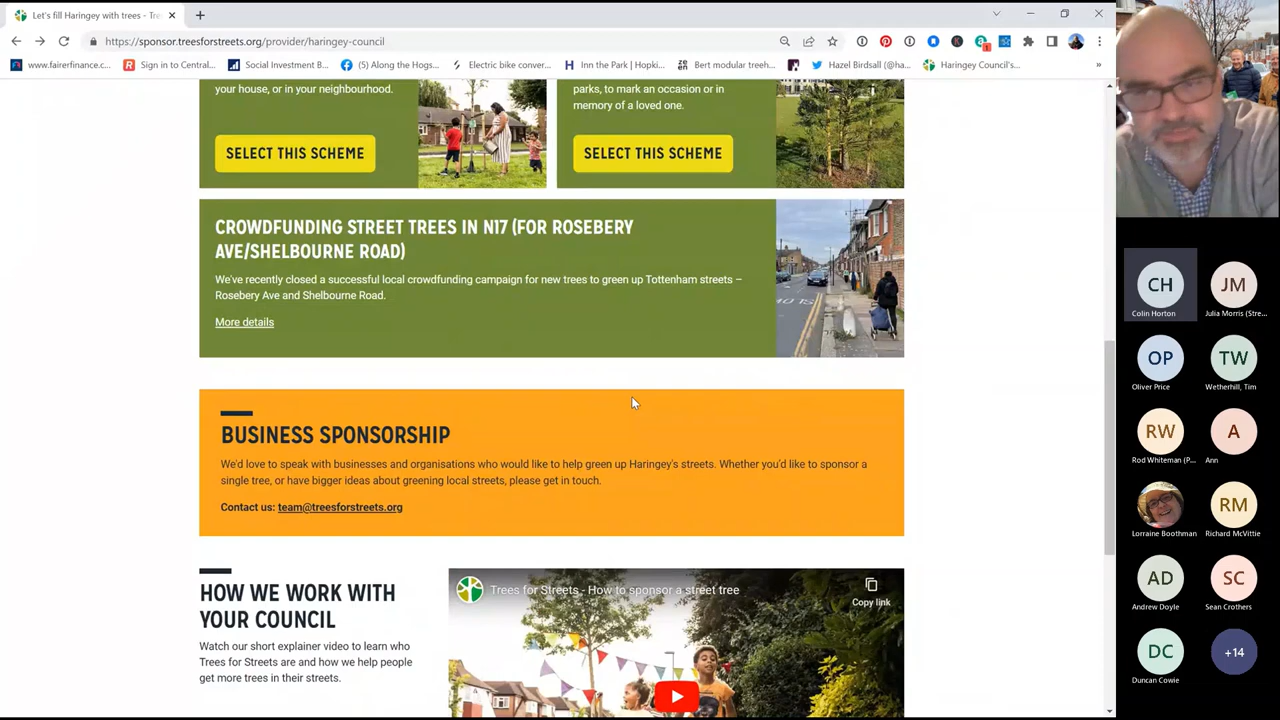 Let's fill Haringey with trees - Tre
https://sponsor.treesforstreets.org/provider/haringey-council
www.fairerfinance.c...
Sign in to Central...
Social Investment B...
(5) Along the Hogs...
Electric bike conver...
Inn the Park | Hopki...
Bert modular treeh...
Hazel Birdsall (@ha...
Haringey Council's...
»
your house, or in your neighbourhood.
SELECT THIS SCHEME
parks, to mark an occasion or in
memory of a loved one.
SELECT THIS SCHEME
CROWDFUNDING STREET TREES IN N17 (FOR ROSEBERY
AVE/SHELBOURNE ROAD)
We've recently closed a successful local crowdfunding campaign for new trees to green up Tottenham streets –
Rosebery Ave and Shelbourne Road.
More details
BUSINESS SPONSORSHIP
We'd love to speak with businesses and organisations who would like to help green up Haringey's streets. Whether you'd like to sponsor a
single tree, or have bigger ideas about greening local streets, please get in touch.
Contact us: team@treesforstreets.org
HOW WE WORK WITH
YOUR COUNCIL
Watch our short explainer video to learn who
Trees for Streets are and how we help people
get more trees in their streets.
Trees for Streets - How to sponsor a street tree
Copy link
CH
Colin Horton
JM
Julia Morris (Stre...
OP
Oliver Price
TW
Wetherhill, Tim
RW
Rod Whiteman (P...
A
Ann
Lorraine Boothman
RM
Richard McVittie
AD
Andrew Doyle
SC
Sean Crothers
DC
Duncan Cowie
+14